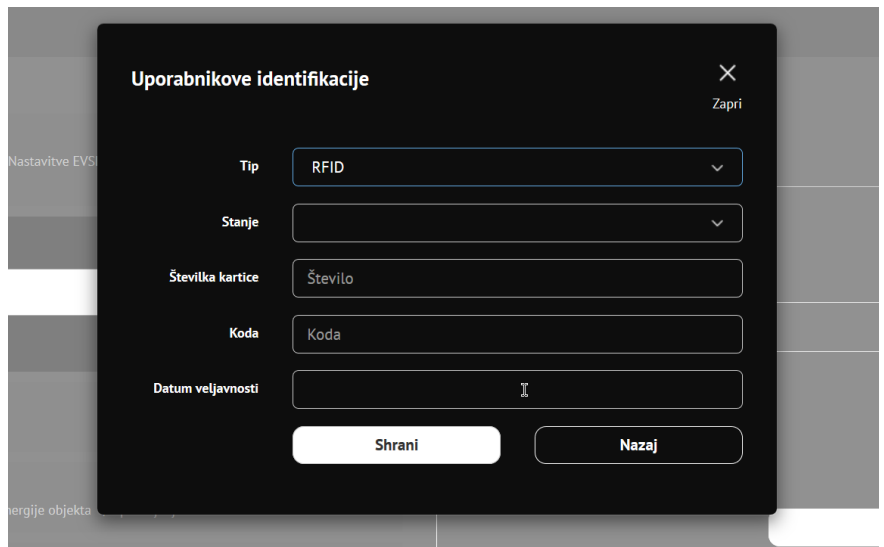 Uporabnikove identifikacije
Zapri
Nastavitve EVS
Tip
RFID
Stanje
Številka kartice
Število
Koda
Koda
Datum veljavnosti
Shrani
Nazaj
nergije objekta